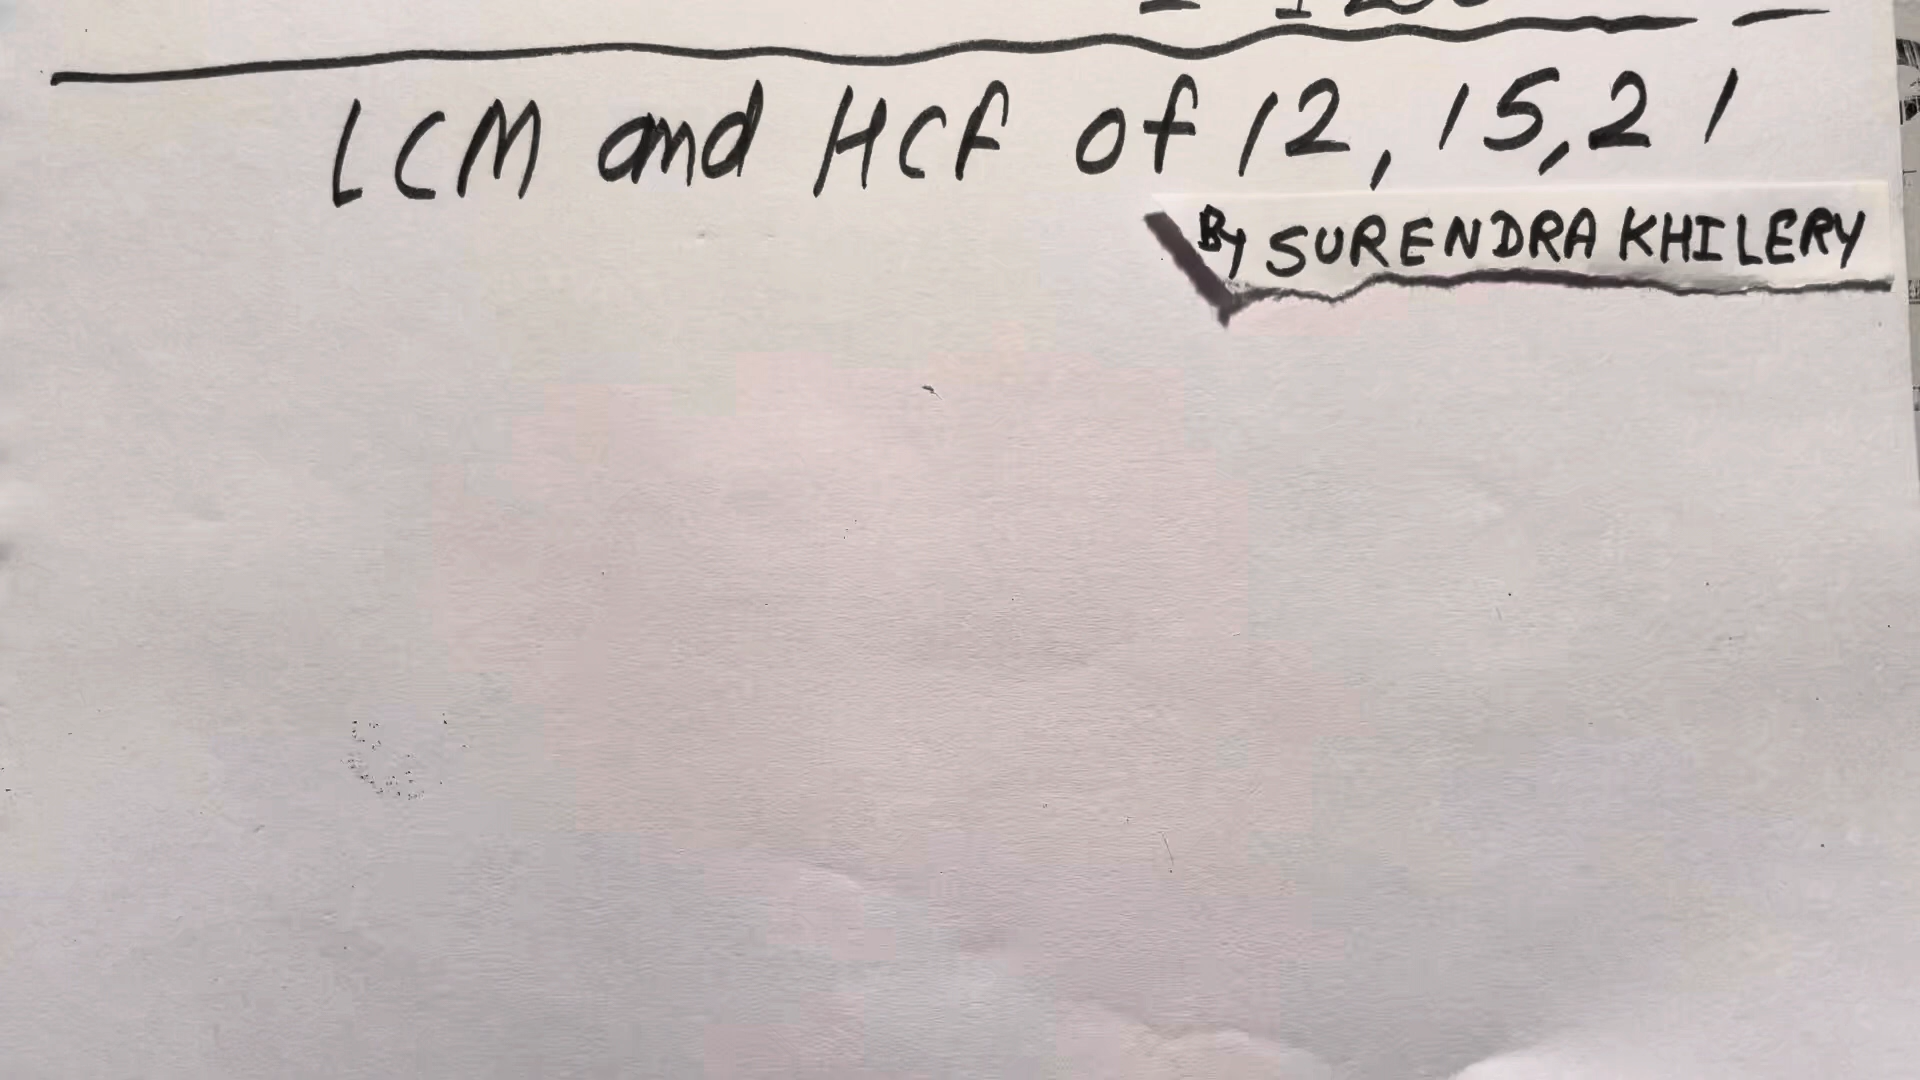 LCM and HCF of 12, 15, 21
By SURENDRA KHILERY